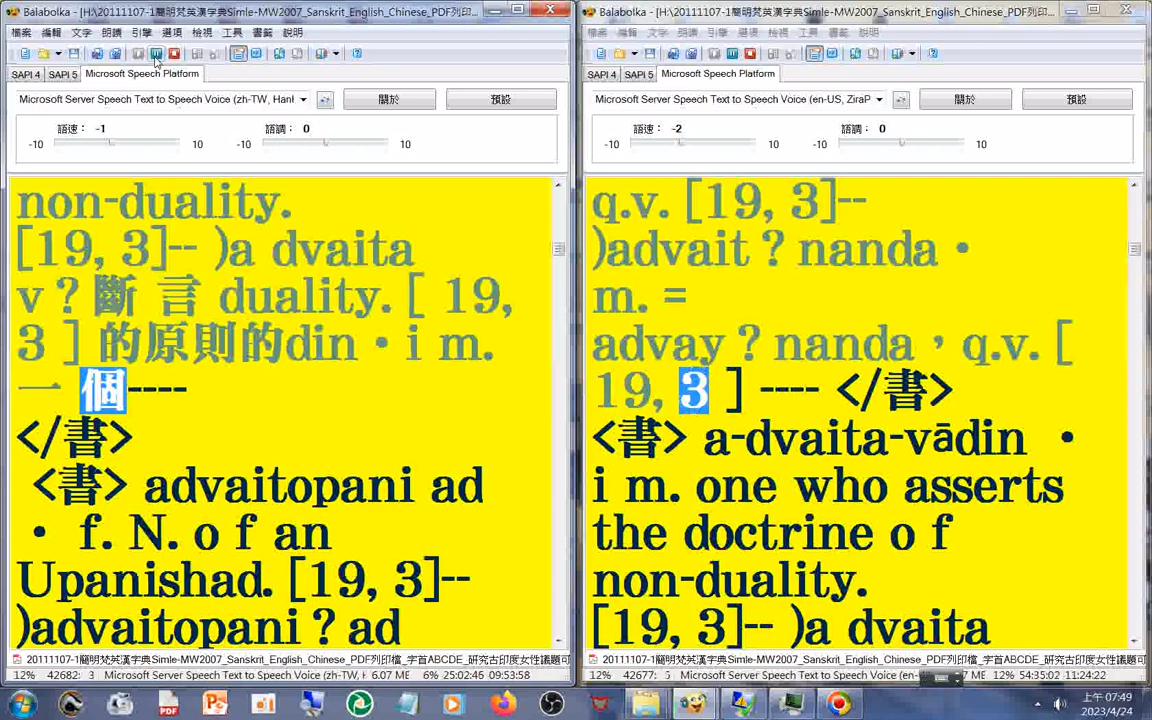 Balabolka - [H:\20111107-1簡明梵英漢字典Simle-MW2007_Sanskrit_English_Chinese_PDF列印...
檔案 編輯 文字 朗讀 引擎 選項 檢視 工具 書籤 說明
SAPI 4 SAPI 5 Microsoft Speech Platform
Microsoft Server Speech Text to Speech Voice (zh-TW, Hanl
關於 預設
語速： -1 語調： 0
-10 10 -10 10
non-duality.
[19, 3]-- )a dvaita
v？斷 言 duality. [ 19,
3 ] 的原則的din•i m.
一 個----
</書>
<書> advaitopani ad
• f. N. o f an
Upanishad. [19, 3]--
)advaitopani？ad
20111107-1簡明梵英漢字典Simle-MW2007_Sanskrit_English_Chinese_PDF列印檔_字首ABCDE_研究古印度女性議題可
12% 42682: 3 Microsoft Server Speech Text to Speech Voice (zh-TW, H 6.07 MB 6% 25:02:45 09:53:58
Balabolka - [H:\20111107-1簡明梵英漢字典Simle-MW2007_Sanskrit_English_Chinese_PDF列印檔_字...
檔案 編輯 文字 朗讀 引擎 選項 檢視 工具 書籤 說明
SAPI 4 SAPI 5 Microsoft Speech Platform
Microsoft Server Speech Text to Speech Voice (en-US, ZiraP
關於 預設
語速： -2 語調： 0
-10 10 -10 10
q.v. [19, 3]--
)advait？nanda•
m. =
advay？nanda，q.v. [
19, 3 ] ---- </書>
<書> a-dvaita-vādin •
i m. one who asserts
the doctrine o f
non-duality.
[19, 3]-- )a dvaita
20111107-1簡明梵英漢字典Simle-MW2007_Sanskrit_English_Chinese_PDF列印檔_字首ABCDE_研究古印度女性議題可
12% 42677: Microsoft Server Speech Text to Speech Voice 12% 54:35:02 11:24:22
上午 07:49
2023/4/24